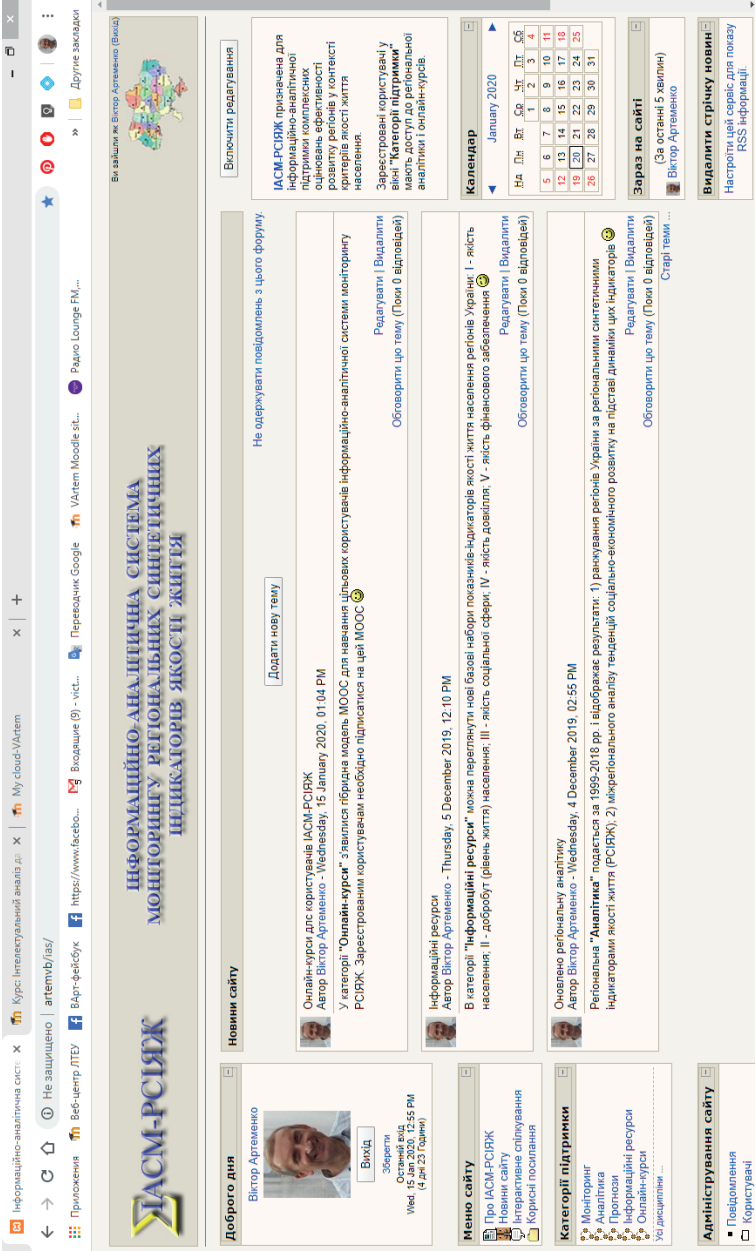 Інформаційно-аналітична систе
Курс: Інтелектуальний аналіз да
My cloud-VArtem
Не защищено | artemvb/ias/
Приложения
Веб-центр ЛТЕУ
ВАрт-фейсбук
https://www.facebo...
Входящие (9) - vict...
Переводчик Google
VArtem Moodle sit...
Радио Lounge FM,...
»
Другие закладки
ІАСМ-РСІЯЖ
ІНФОРМАЦІЙНО-АНАЛІТИЧНА СИСТЕМА
МОНІТОРИНГУ РЕГІОНАЛЬНИХ СИНТЕТИЧНИХ
ІНДИКАТОРІВ ЯКОСТІ ЖИТТЯ
Ви зайшли як Віктор Артеменко (Вихід)
Включити редагування
Доброго дня
Віктор Артеменко
Вихід
Зберегти
Останній вхід
Wed, 15 Jan 2020, 12:55 PM
(4 дні 23 години)
Меню сайту
Про ІАСМ-РСІЯЖ
Новини сайту
Інтерактивне спілкування
Корисні посилання
Категорії підтримки
Моніторинг
Аналітика
Прогнози
Інформаційні ресурси
Онлайн-курси
Усі дисципліни ...
Адміністрування сайту
Повідомлення
Користувачі
Новини сайту
Не одержувати повідомлень з цього форуму.
Додати нову тему
Онлайн-курси длс користувачів ІАСМ-РСІЯЖ
Автор Віктор Артеменко - Wednesday, 15 January 2020, 01:04 PM
У категорії "Онлайн-курси" з'явилися гібридна модель МООС для навчання цільових користувачів інформаційно-аналітичної системи моніторингу
РСІЯЖ. Зареєстрованим користувачам необхідно підписатися на цей МООС
Редагувати | Видалити
Обговорити цю тему (Поки 0 відповідей)
Інформаційні ресурси
Автор Віктор Артеменко - Thursday, 5 December 2019, 12:10 PM
В категорії "Інформаційні ресурси" можна переглянути нові базові набори показників-індикаторів якості життя населення регіонів України: І - якість
населення; ІІ - добробут (рівень життя) населення; ІІІ - якість соціальної сфери; IV - якість довкілля; V - якість фінансового забезпечення
Редагувати | Видалити
Обговорити цю тему (Поки 0 відповідей)
Оновлено регіональну аналітику
Автор Віктор Артеменко - Wednesday, 4 December 2019, 02:55 PM
Регіональна "Аналітика" подається за 1999-2018 рр. і відображає результати: 1) ранжування регіонів України за регіональними синтетичними
індикаторами якості життя (РСІЯЖ); 2) міжрегіонального аналізу тенденцій соціально-економічного розвитку на підставі динаміки цих індикаторів
Редагувати | Видалити
Обговорити цю тему (Поки 0 відповідей)
Старі теми ...
ІАСМ-РСІЯЖ призначена для
інформаційно-аналітичної
підтримки комплексних
оцінювань ефективності
розвитку регіонів у контексті
критеріїв якості життя
населення.
Зареєстровані користувачі у
вікні "Категорії підтримки"
мають доступ до регіональної
аналітики і онлайн-курсів.
Календар
January 2020
Нд Пн Вт Ср Чт Пт Сб
1 2 3 4
5 6 7 8 9 10 11
12 13 14 15 16 17 18
19 20 21 22 23 24 25
26 27 28 29 30 31
Зараз на сайті
(За останні 5 хвилин)
Віктор Артеменко
Видалити стрічку новин
Настроїти цей сервіс для показу
RSS інформації.